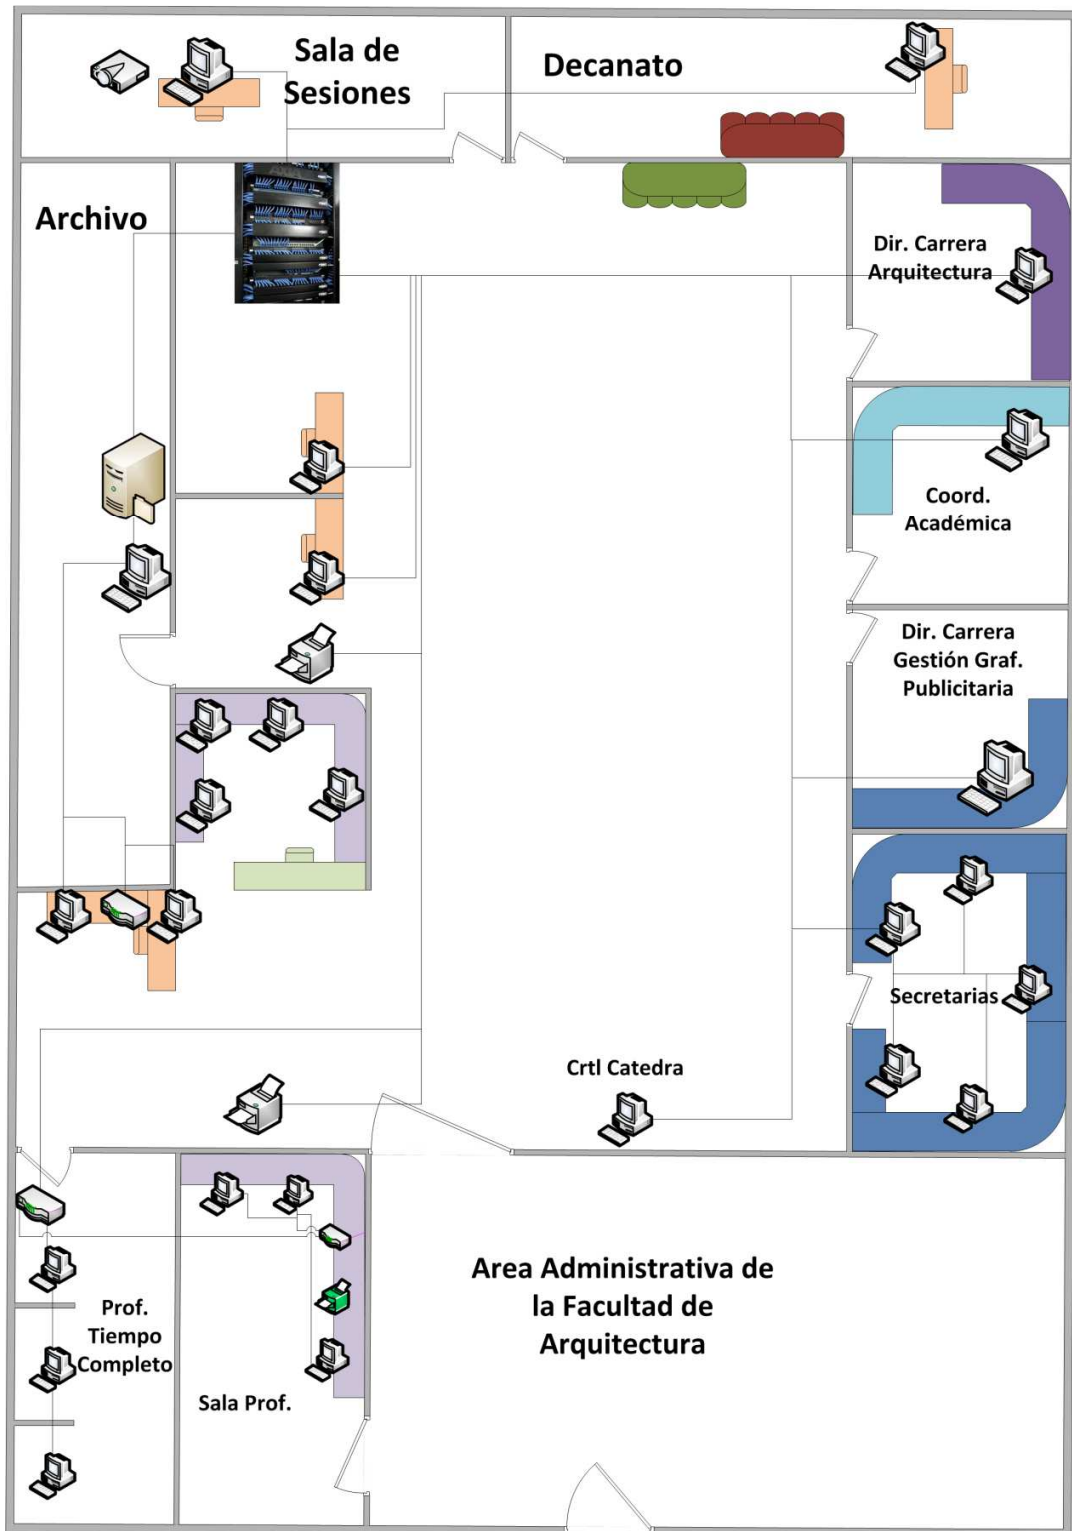 Sala de
Sesiones
Decanato
Archivo
Dir. Carrera
Arquitectura
Coord.
Académica
Dir. Carrera
Gestión Graf.
Publicitaria
Secretarias
Crtl Catedra
Prof.
Tiempo
Completo
Sala Prof.
Area Administrativa de
la Facultad de
Arquitectura